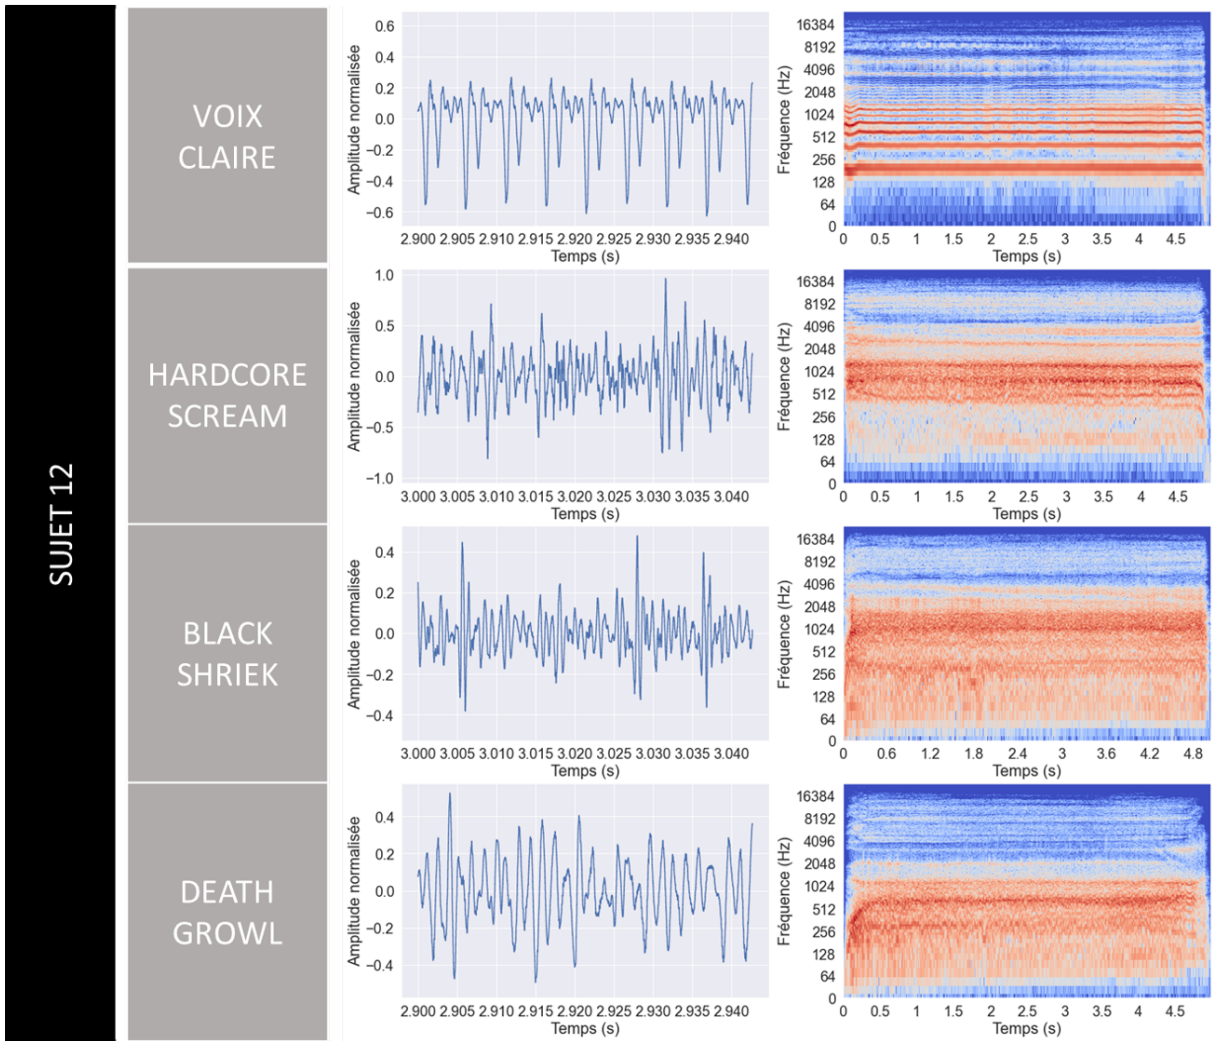 SUJET 12
VOIX
CLAIRE
Amplitude normalisée
0.6
0.4
0.2
0.0
−0.2
−0.4
−0.6
2.900 2.905 2.910 2.915 2.920 2.925 2.930 2.935 2.940
Temps (s)
Fréquence (Hz)
16384
8192
4096
2048
1024
512
256
128
64
0
0 0.5 1 1.5 2 2.5 3 3.5 4 4.5
Temps (s)
HARDCORE
SCREAM
Amplitude normalisée
1.0
0.5
0.0
−0.5
−1.0
3.000 3.005 3.010 3.015 3.020 3.025 3.030 3.035 3.040
Temps (s)
Fréquence (Hz)
16384
8192
4096
2048
1024
512
256
128
64
0
0 0.5 1 1.5 2 2.5 3 3.5 4 4.5
Temps (s)
BLACK
SHRIEK
Amplitude normalisée
0.4
0.2
0.0
−0.2
−0.4
3.000 3.005 3.010 3.015 3.020 3.025 3.030 3.035 3.040
Temps (s)
Fréquence (Hz)
16384
8192
4096
2048
1024
512
256
128
64
0
0 0.6 1.2 1.8 2.4 3 3.6 4.2 4.8
Temps (s)
DEATH
GROWL
Amplitude normalisée
0.4
0.2
0.0
−0.2
−0.4
2.900 2.905 2.910 2.915 2.920 2.925 2.930 2.935 2.940
Temps (s)
Fréquence (Hz)
16384
8192
4096
2048
1024
512
256
128
64
0
0 0.5 1 1.5 2 2.5 3 3.5 4 4.5
Temps (s)